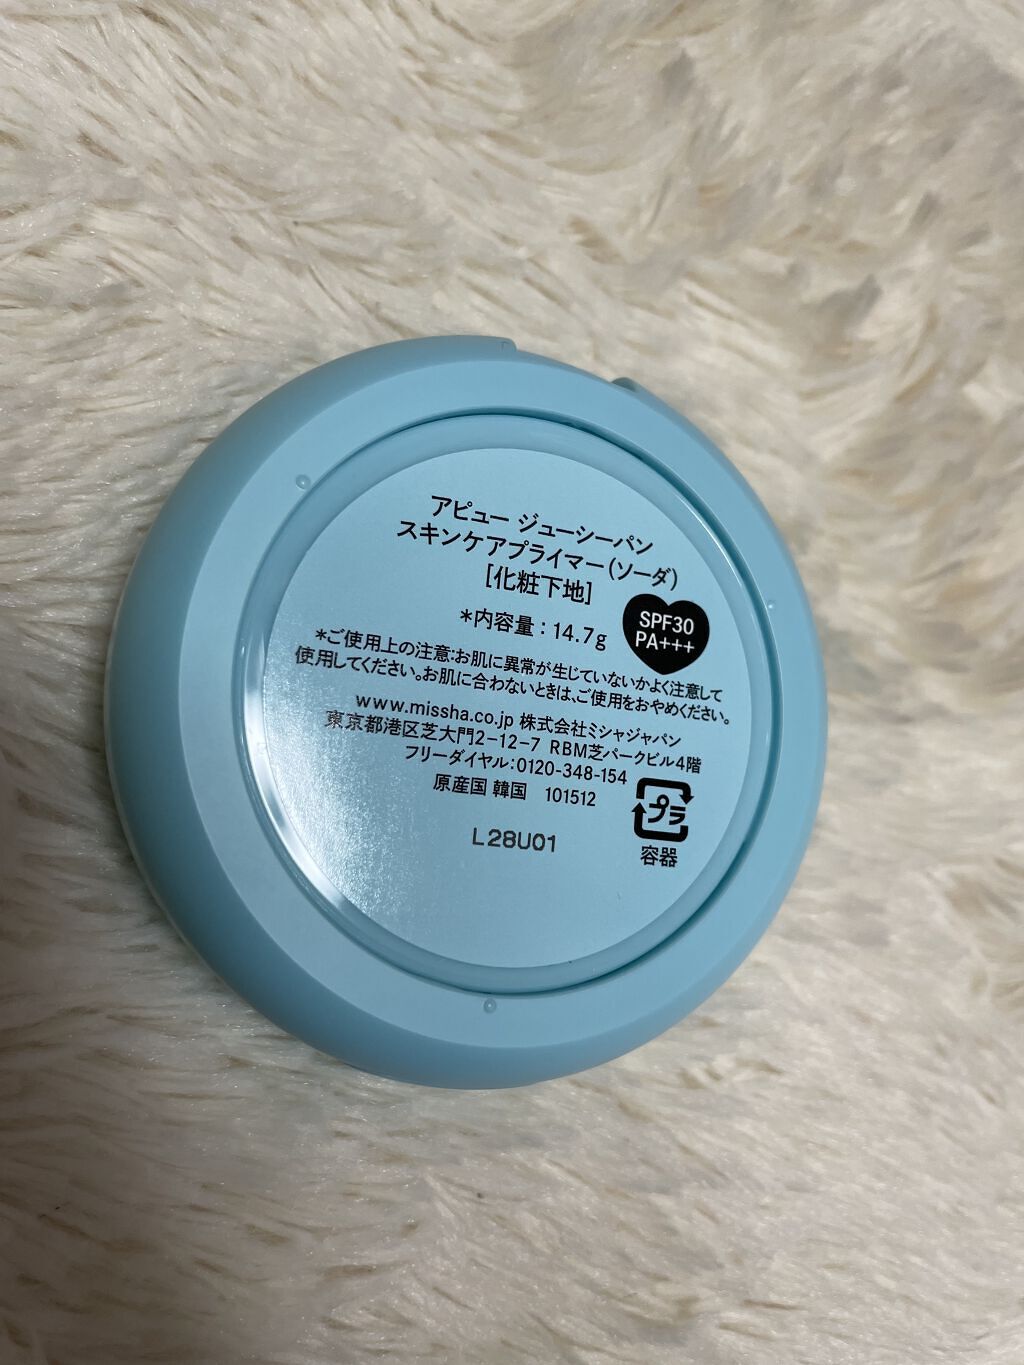 アピュー ジューシーパン
スキンケアプライマー(ソーダ)
[化粧下地]
SPF30
PA+++
*内容量:14.7g
*ご使用上の注意:お肌に異常が生じていないかよく注意して
使用してください。お肌に合わないときは、ご使用をおやめください。
www.missha.co.jp 株式会社ミシャジャパン
東京都港区芝大門2-12-7 RBM芝パークビル4階
フリーダイヤル:0120-348-154
原産国 韓国 101512
プラ
容器
L28U01